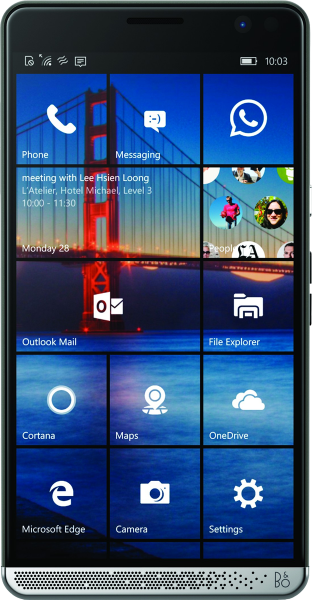 10:03
Phone
Messaging
meeting with Lee Hsien Loong
L'Atelier, Hotel Michael, Level 3
10:00 - 11:30
Monday 28
People
Outlook Mail
File Explorer
Cortana
Maps
OneDrive
Microsoft Edge
Camera
Settings
B&O